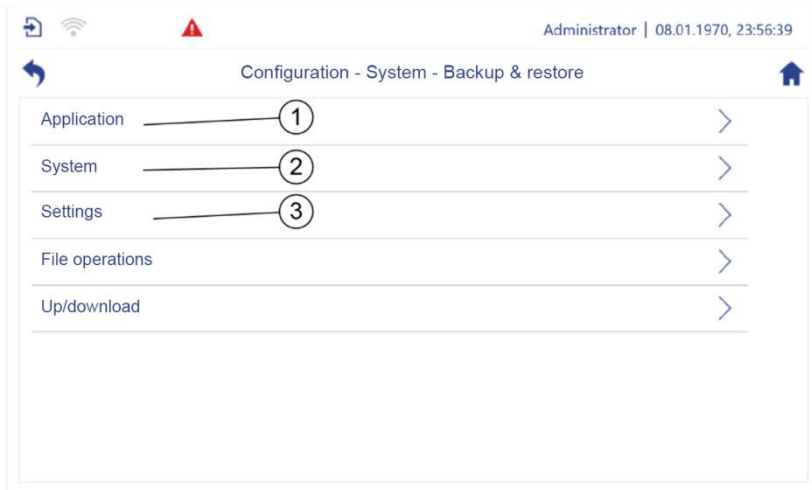 Administrator | 08.01.1970, 23:56:39
Configuration - System - Backup & restore
Application 1
System 2
Settings 3
File operations
Up/download